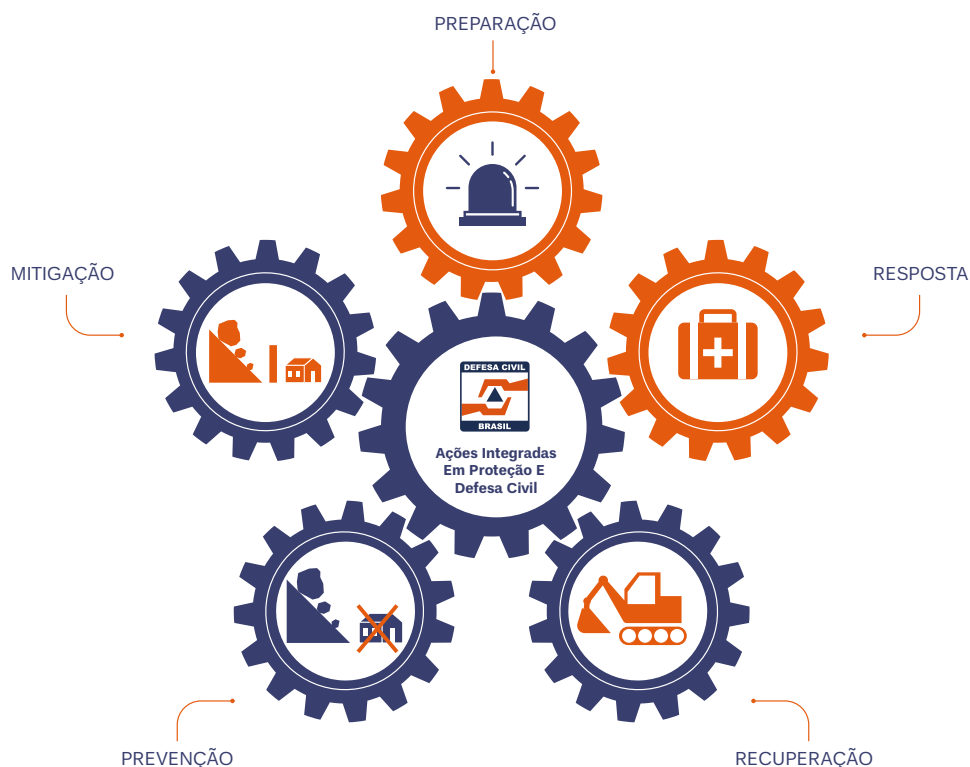 PREPARAÇÃO
MITIGAÇÃO
RESPOSTA
DEFESA CIVIL
BRASIL
Ações Integradas
Em Proteção E
Defesa Civil
PREVENÇÃO
RECUPERAÇÃO